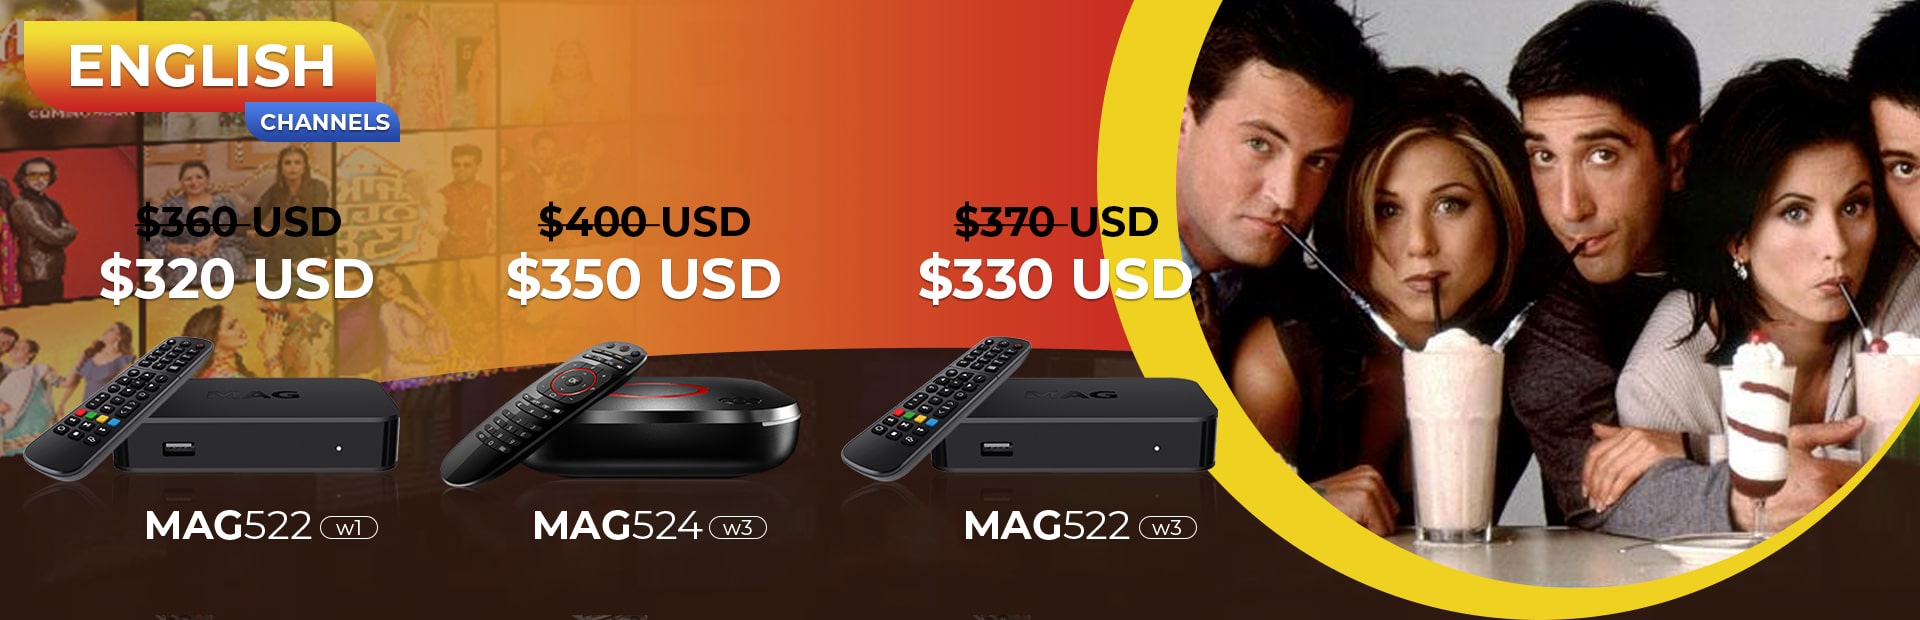 ENGLISH
CHANNELS
$360 USD
$320 USD
$400 USD
$350 USD
$370 USD
$330 USD
MAG
MAG
MAG522 w1
MAG524 w3
MAG522 w3